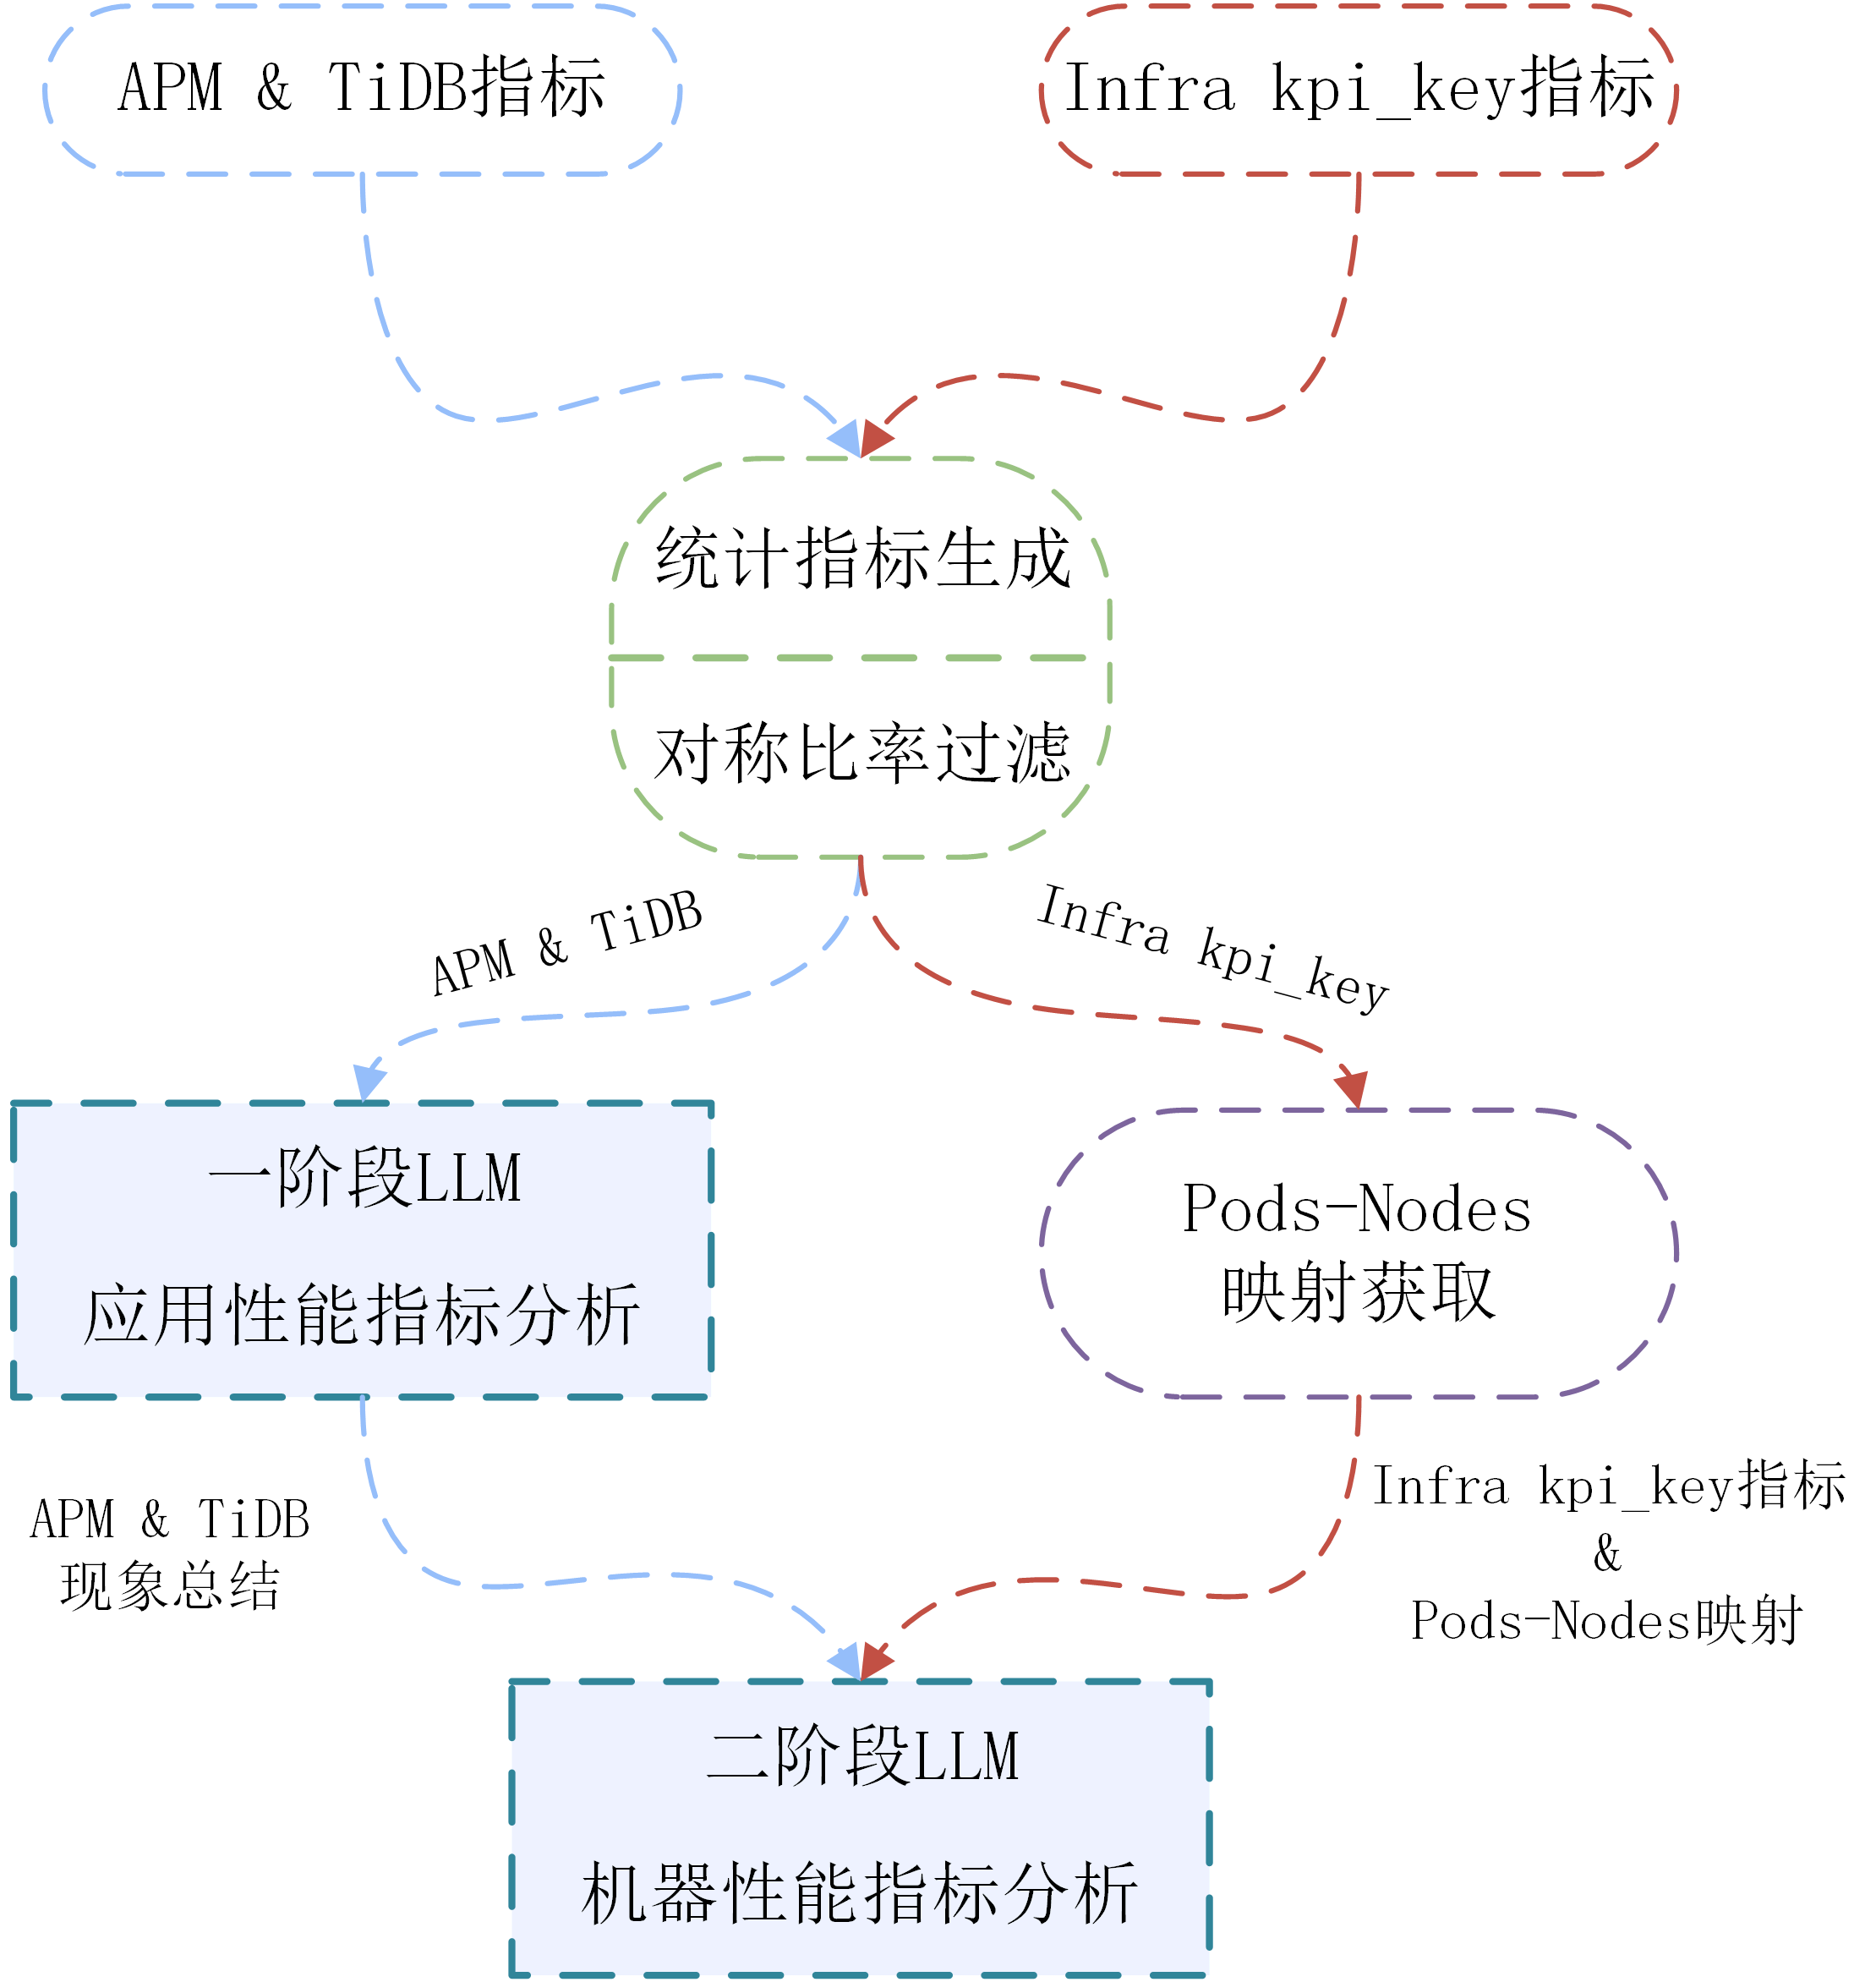 APM & TiDB指标
Infra kpi_key指标
统计指标生成
对称比率过滤
APM & TiDB
Infra kpi_key
一阶段LLM
应用性能指标分析
Pods-Nodes
映射获取
APM & TiDB
现象总结
Infra kpi_key指标
&
Pods-Nodes映射
二阶段LLM
机器性能指标分析